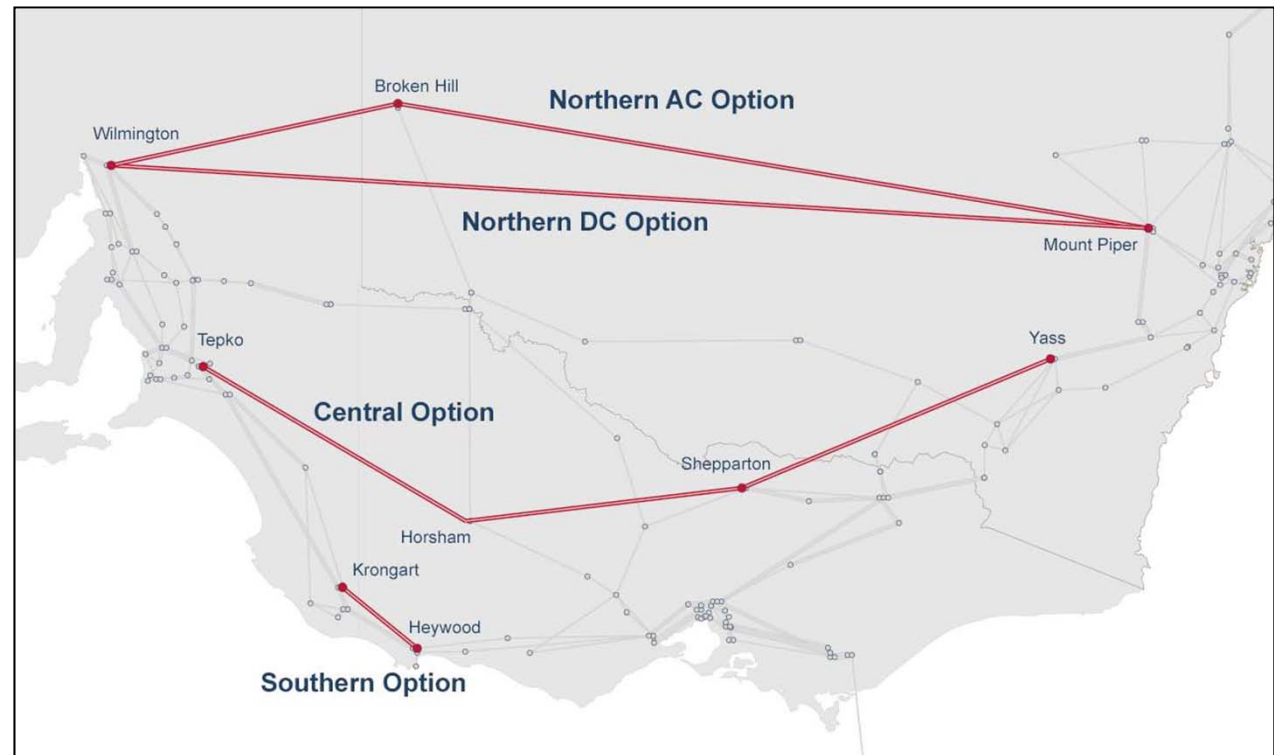 Broken Hill
Northern AC Option
Wilmington
Northern DC Option
Mount Piper
Tepko
Yass
Central Option
Shepparton
Horsham
Krongart
Heywood
Southern Option